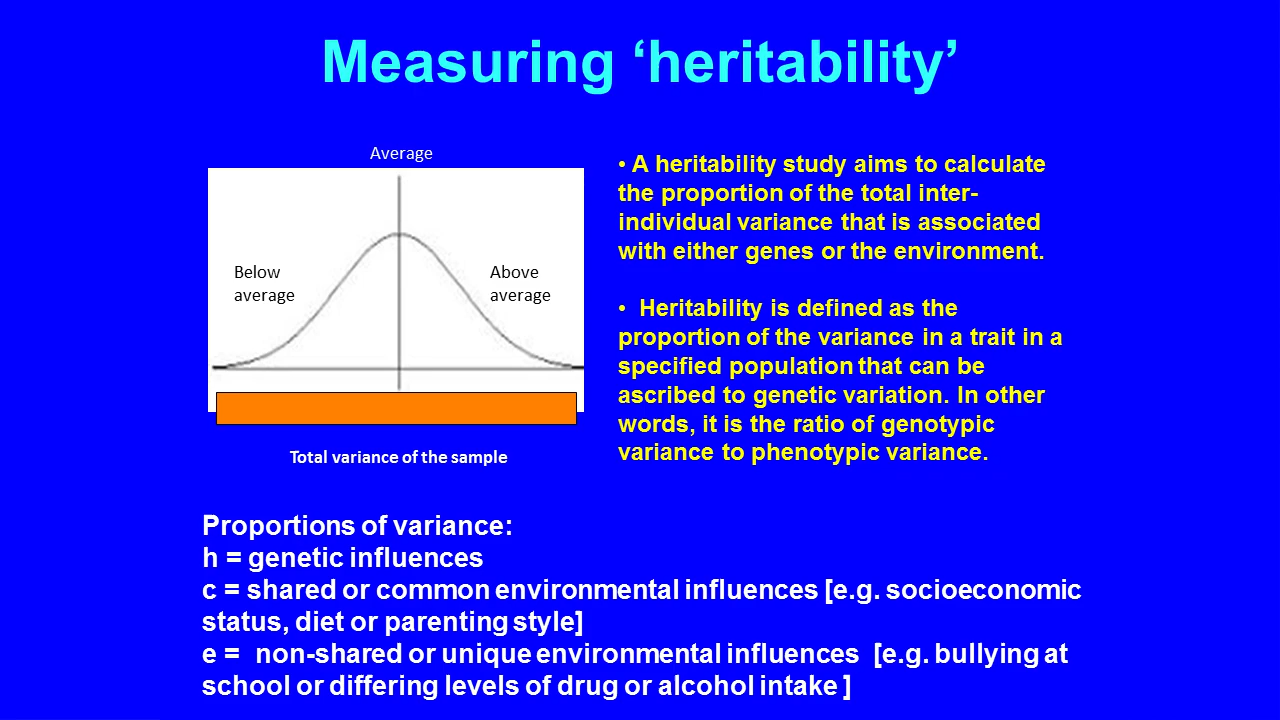 Measuring ‘heritability’
Average
Below
average
Above
average
Total variance of the sample
• A heritability study aims to calculate
the proportion of the total inter-
individual variance that is associated
with either genes or the environment.
• Heritability is defined as the
proportion of the variance in a trait in a
specified population that can be
ascribed to genetic variation. In other
words, it is the ratio of genotypic
variance to phenotypic variance.
Proportions of variance:
h = genetic influences
c = shared or common environmental influences [e.g. socioeconomic
status, diet or parenting style]
e =  non-shared or unique environmental influences  [e.g. bullying at
school or differing levels of drug or alcohol intake ]